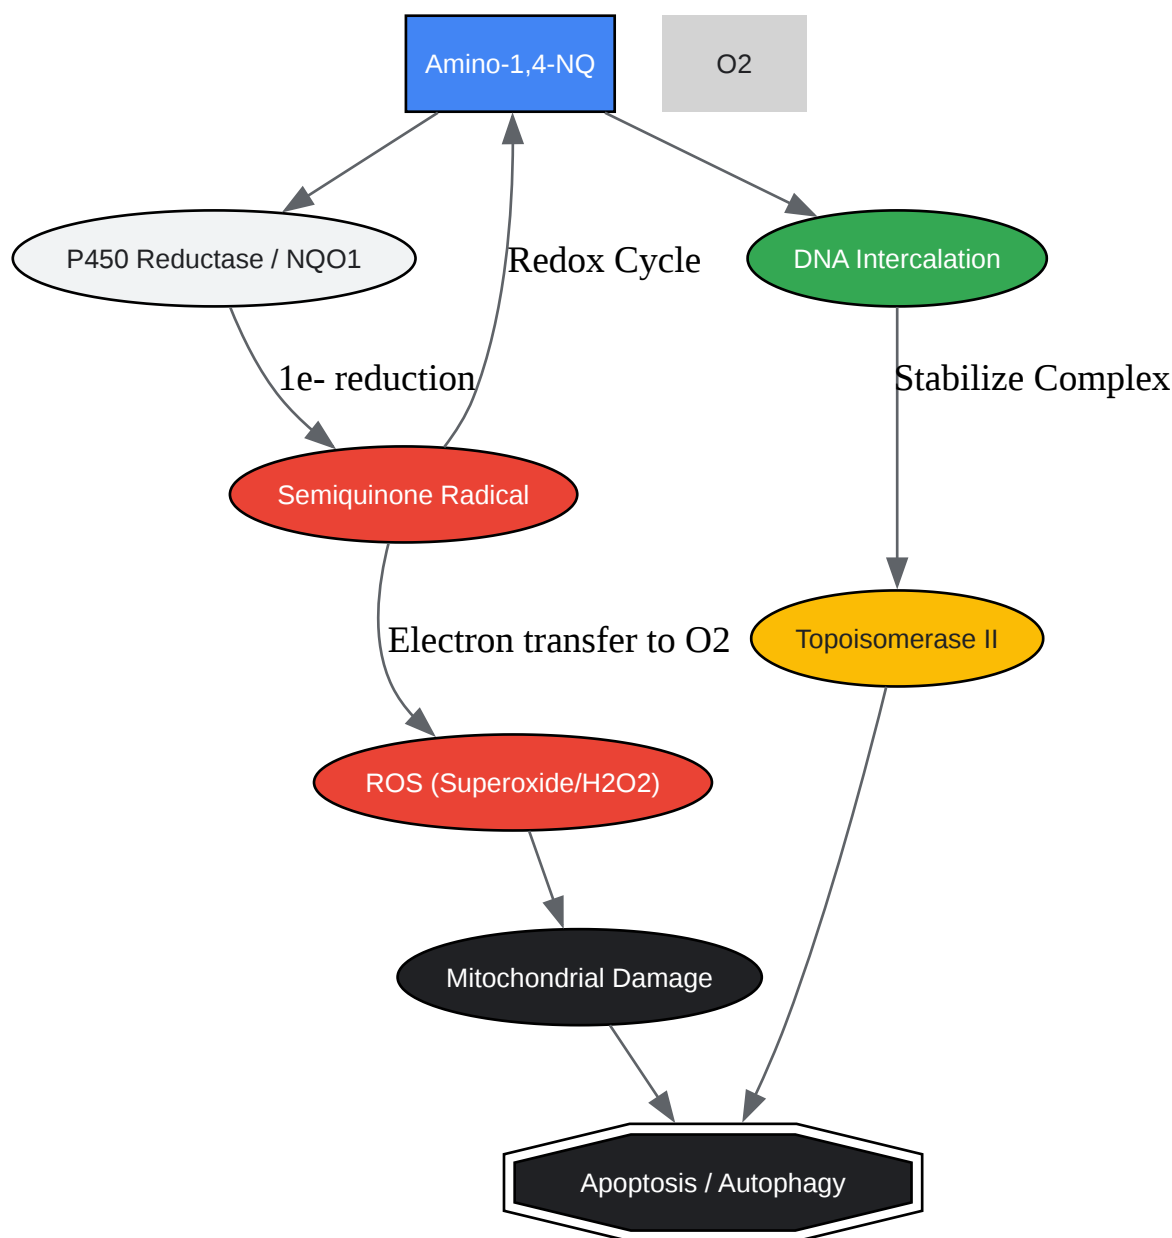 Amino-1,4-NQ
O2
P450 Reductase / NQO1
Redox Cycle
DNA Intercalation
1e- reduction
Stabilize Complex
Semiquinone Radical
Electron transfer to O2
Topoisomerase II
ROS (Superoxide/H2O2)
Mitochondrial Damage
Apoptosis / Autophagy